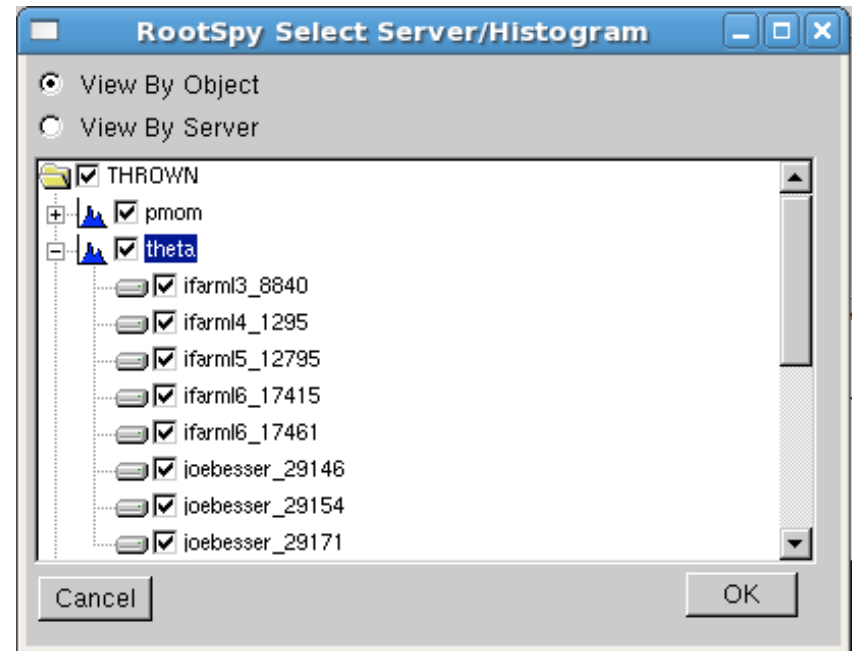 RootSpy Select Server/Histogram
View By Object
View By Server
THROWN
pmom
theta
ifarml3_8840
ifarml4_1295
ifarml5_12795
ifarml6_17415
ifarml6_17461
joebesser_29146
joebesser_29154
joebesser_29171
Cancel
OK